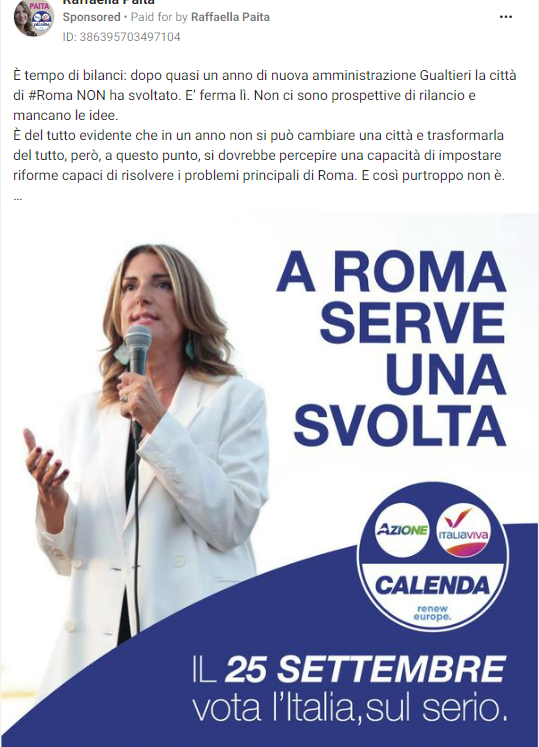 PAITA
CALENDA
Raffaella Paita
Sponsored • Paid for by Raffaella Paita
ID: 386395703497104
È tempo di bilanci: dopo quasi un anno di nuova amministrazione Gualtieri la città
di #Roma NON ha svoltato. E' ferma lì. Non ci sono prospettive di rilancio e
mancano le idee.
È del tutto evidente che in un anno non si può cambiare una città e trasformarla
del tutto, però, a questo punto, si dovrebbe percepire una capacità di impostare
riforme capaci di risolvere i problemi principali di Roma. E così purtroppo non è.
...
A ROMA
SERVE
UNA
SVOLTA
AZIONE
ITALIAVIVA
CALENDA
renew
europe.
IL 25 SETTEMBRE
vota l'Italia,sul serio.